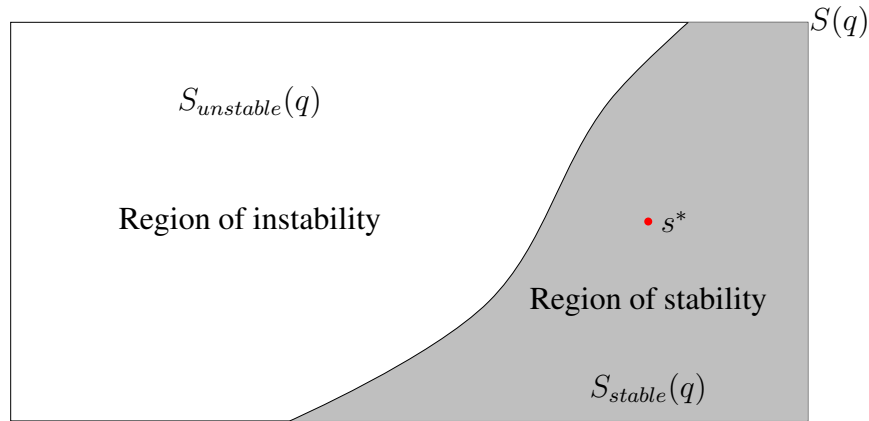 S(q)
S_{unstable}(q)
Region of instability
s*
Region of stability
S_{stable}(q)